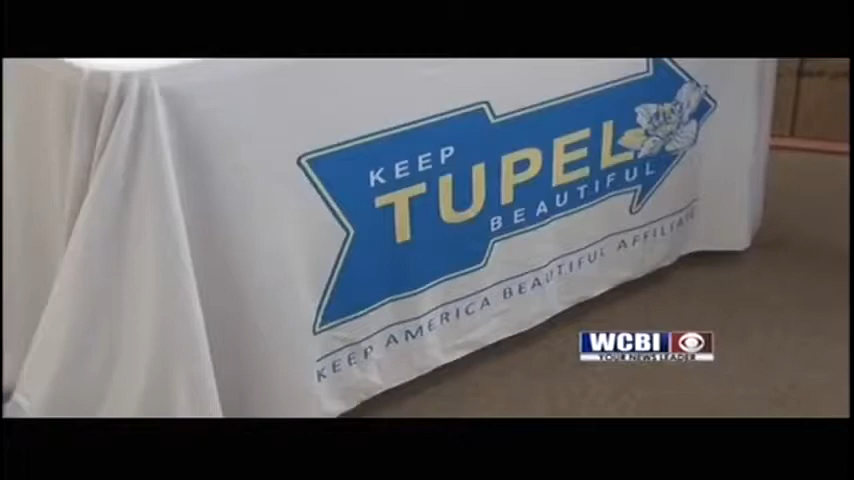 KEEP
TUPEL
BEAUTIFUL
KEEP AMERICA BEAUTIFUL AFFILIATE
WCBI
YOUR NEWS LEADER